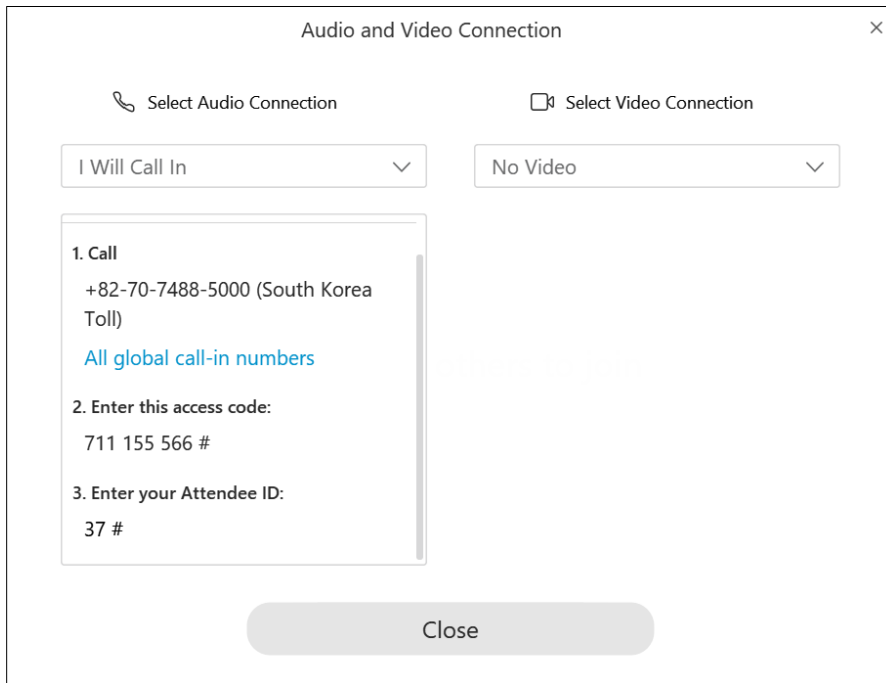 Audio and Video Connection
Select Audio Connection
Select Video Connection
I Will Call In
No Video
1. Call
+82-70-7488-5000 (South Korea
Toll)
All global call-in numbers
2. Enter this access code:
711 155 566 #
3. Enter your Attendee ID:
37 #
Close